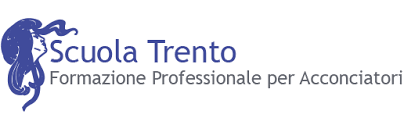 Scuola Trento
Formazione Professionale per Acconciatori